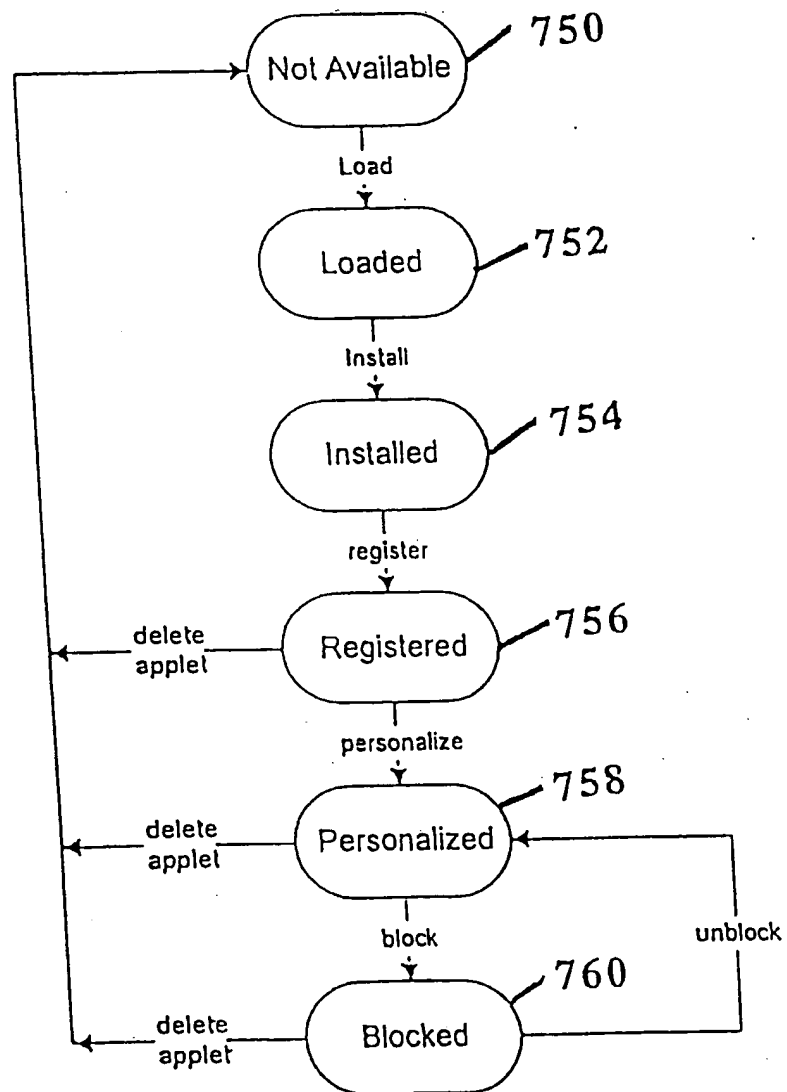 750
Not Available
Load
752
Loaded
Install
754
Installed
register
756
Registered
delete
applet
personalize
758
Personalized
delete
applet
block
unblock
760
Blocked
delete
applet